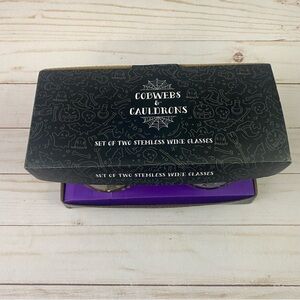 COBWEBS
&
CAULDRONS
SET OF TWO STEMLESS WINE GLASSES
SET OF TWO STEMLESS WINE GLASSES